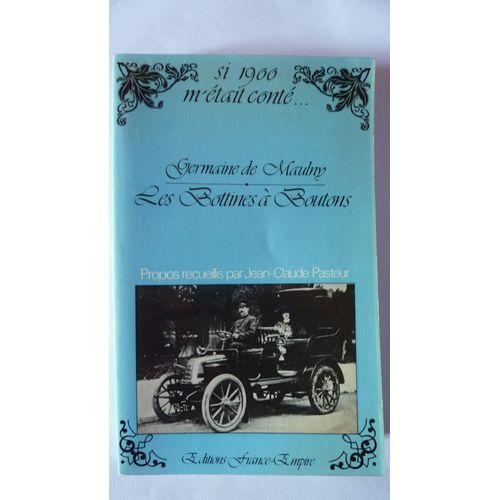 si 1900
m'était conté...
Germaine de Maulny
Les Bottines à Boutons
Propos recueillis par Jean-Claude Pasteur
Editions France-Empire